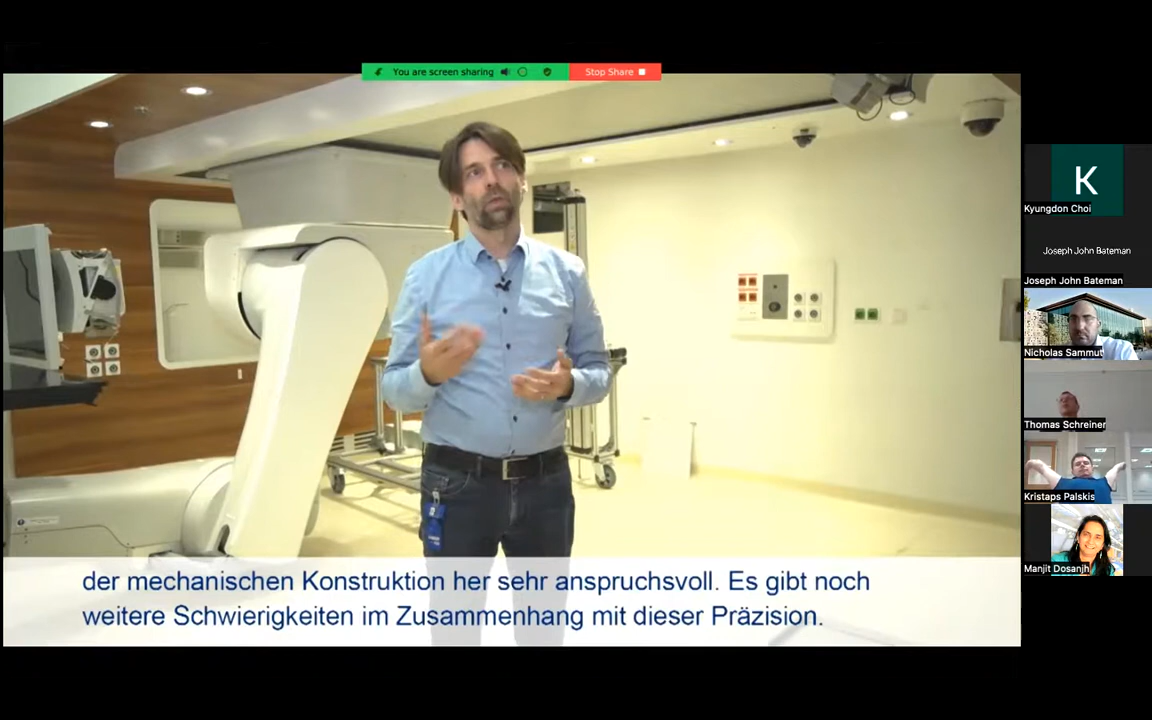 You are screen sharing
Stop Share
K
Kyungdon Choi
Joseph John Bateman
Joseph John Bateman
Nicholas Sammut
Thomas Schreiner
Kristaps Palskis
Manjit Dosanjh
der mechanischen Konstruktion her sehr anspruchsvoll. Es gibt noch
weitere Schwierigkeiten im Zusammenhang mit dieser Präzision.